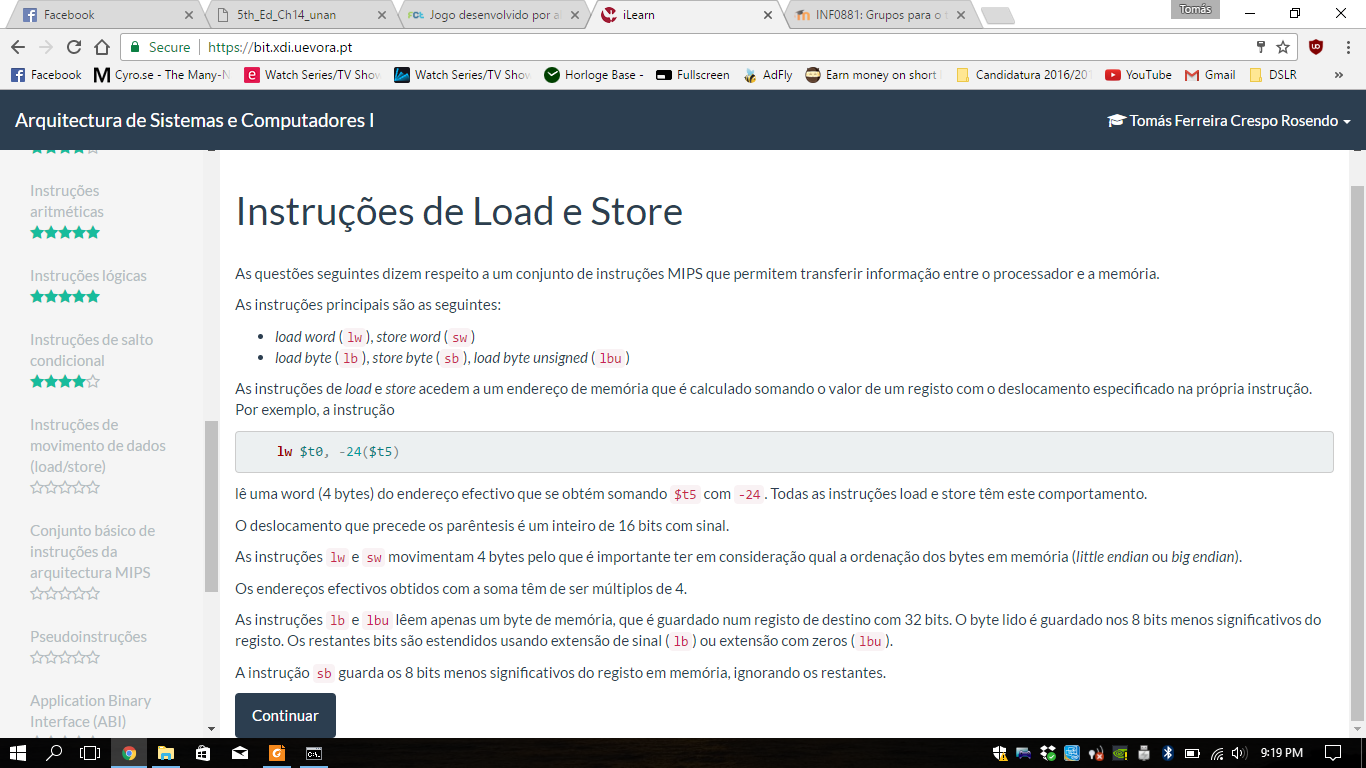 Facebook
5th_Ed_Ch14_unan
Jogo desenvolvido por al
iLearn
INF0881: Grupos para o t
Tomás
Secure
https://bit.xdi.uevora.pt
Facebook
Cyro.se - The Many-N
Watch Series/TV Show
Watch Series/TV Show
Horloge Base -
Fullscreen
AdFly
Earn money on short l
Candidatura 2016/20
YouTube
Gmail
DSLR
»
Arquitectura de Sistemas e Computadores I
Tomás Ferreira Crespo Rosendo
Instruções
aritméticas
Instruções lógicas
Instruções de salto
condicional
Instruções de
movimento de dados
(load/store)
Conjunto básico de
instruções da
arquitectura MIPS
Pseudoinstruções
Application Binary
Interface (ABI)
Instruções de Load e Store
As questões seguintes dizem respeito a um conjunto de instruções MIPS que permitem transferir informação entre o processador e a memória.
As instruções principais são as seguintes:
• load word ( lw ), store word ( sw )
• load byte ( lb ), store byte ( sb ), load byte unsigned ( lbu )
As instruções de load e store acedem a um endereço de memória que é calculado somando o valor de um registo com o deslocamento especificado na própria instrução.
Por exemplo, a instrução
lw $t0, -24($t5)
lê uma word (4 bytes) do endereço efectivo que se obtém somando $t5 com -24 . Todas as instruções load e store têm este comportamento.
O deslocamento que precede os parêntesis é um inteiro de 16 bits com sinal.
As instruções lw e sw movimentam 4 bytes pelo que é importante ter em consideração qual a ordenação dos bytes em memória (little endian ou big endian).
Os endereços efectivos obtidos com a soma têm de ser múltiplos de 4.
As instruções lb e lbu lêem apenas um byte de memória, que é guardado num registo de destino com 32 bits. O byte lido é guardado nos 8 bits menos significativos do
registo. Os restantes bits são estendidos usando extensão de sinal ( lb ) ou extensão com zeros ( lbu ).
A instrução sb guarda os 8 bits menos significativos do registo em memória, ignorando os restantes.
Continuar
9:19 PM